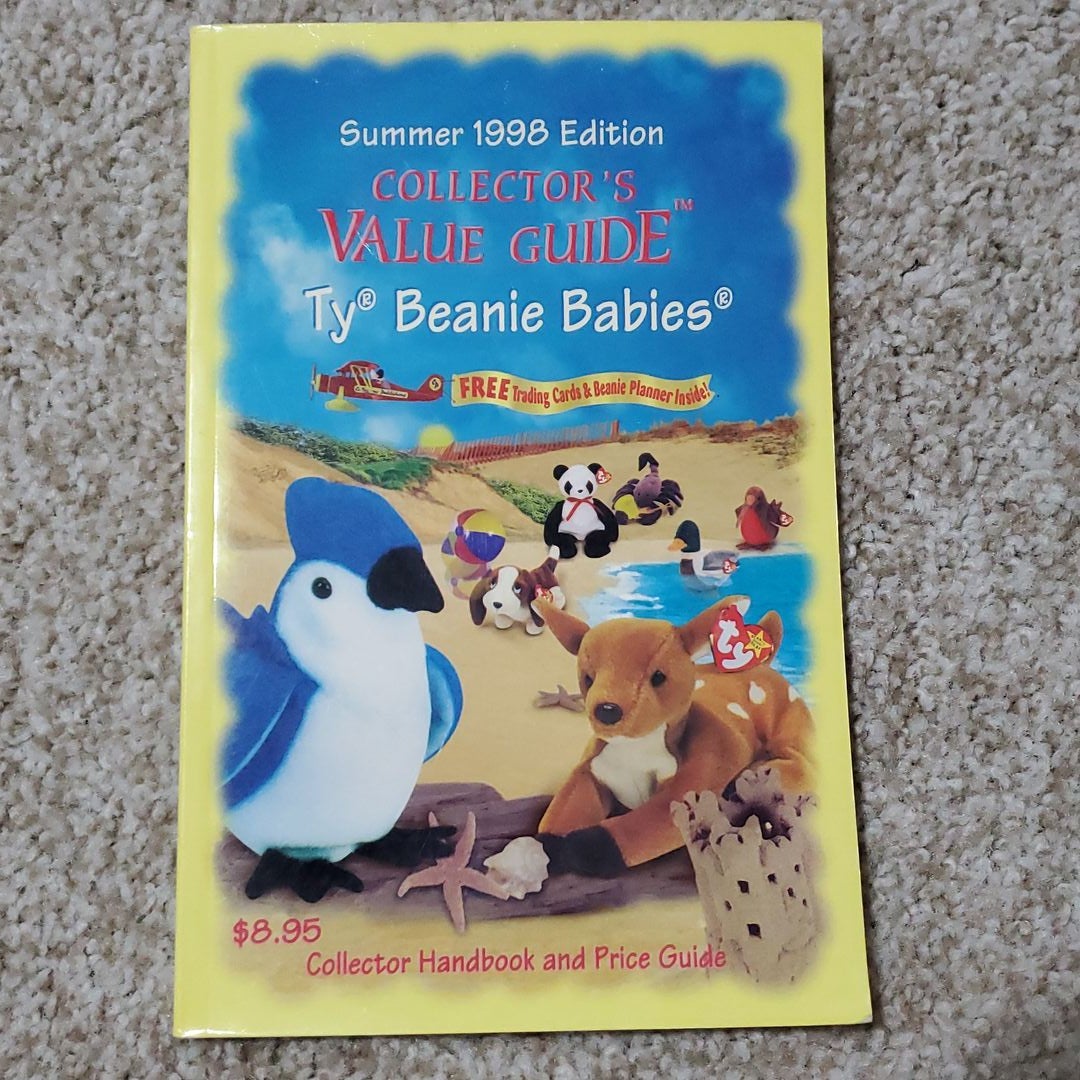 Summer 1998 Edition
COLLECTOR'S
VALUE GUIDE™
Ty® Beanie Babies®
FREE Trading Cards & Beanie Planner Inside!
ty
$8.95
Collector Handbook and Price Guide